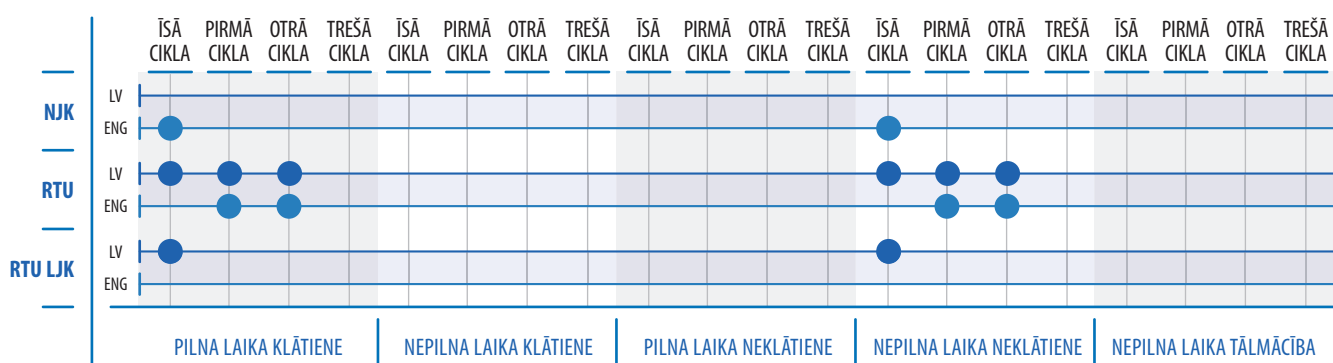 ĪSĀ PIRMĀ OTRĀ TREŠĀ ĪSĀ PIRMĀ OTRĀ TREŠĀ ĪSĀ PIRMĀ OTRĀ TREŠĀ ĪSĀ PIRMĀ OTRĀ TREŠĀ ĪSĀ PIRMĀ OTRĀ TREŠĀ
CIKLA CIKLA CIKLA CIKLA CIKLA CIKLA CIKLA CIKLA CIKLA CIKLA CIKLA CIKLA CIKLA CIKLA CIKLA CIKLA CIKLA CIKLA CIKLA CIKLA
NJK
LV
ENG
RTU
LV
ENG
RTU LJK
LV
ENG
PILNA LAIKA KLĀTIENE NEPILNA LAIKA KLĀTIENE PILNA LAIKA NEKLĀTIENE NEPILNA LAIKA NEKLĀTIENE NEPILNA LAIKA TĀLMĀCĪBA